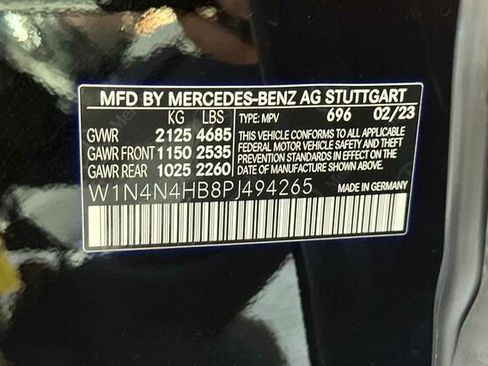 MFD BY MERCEDES-BENZ AG STUTTGART
KG LBS TYPE: MPV 696 02/23
GVWR 2125 4685
GAWR FRONT 1150 2535
GAWR REAR 1025 2260
THIS VEHICLE CONFORMS TO ALL APPLICABLE
FEDERAL MOTOR VEHICLE SAFETY AND THEFT
PREVENTION STANDARDS IN EFFECT ON THE
DATE OF MANUFACTURE SHOWN ABOVE.
W1N4N4HB8PJ494265
MADE IN GERMANY